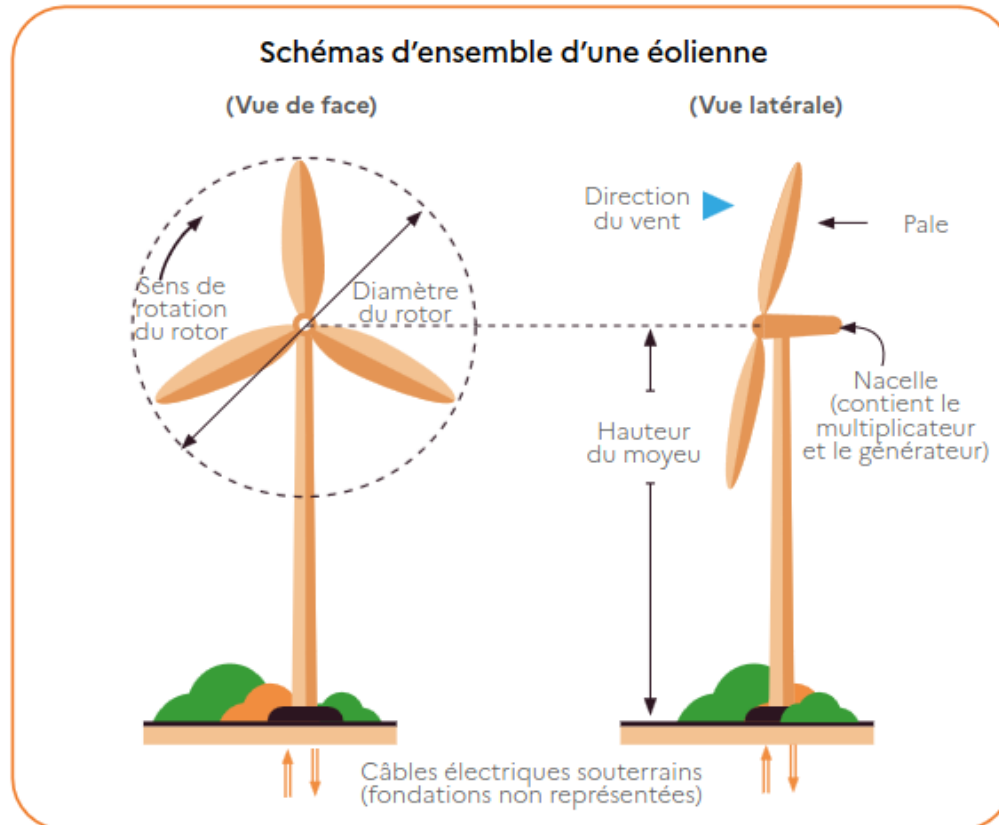 Schémas d'ensemble d'une éolienne
(Vue de face)
(Vue latérale)
Sens de
rotation
du rotor
Diamètre
du rotor
Direction
du vent
Pale
Hauteur
du moyeu
Nacelle
(contient le
multiplicateur
et le générateur)
Câbles électriques souterrains
(fondations non représentées)